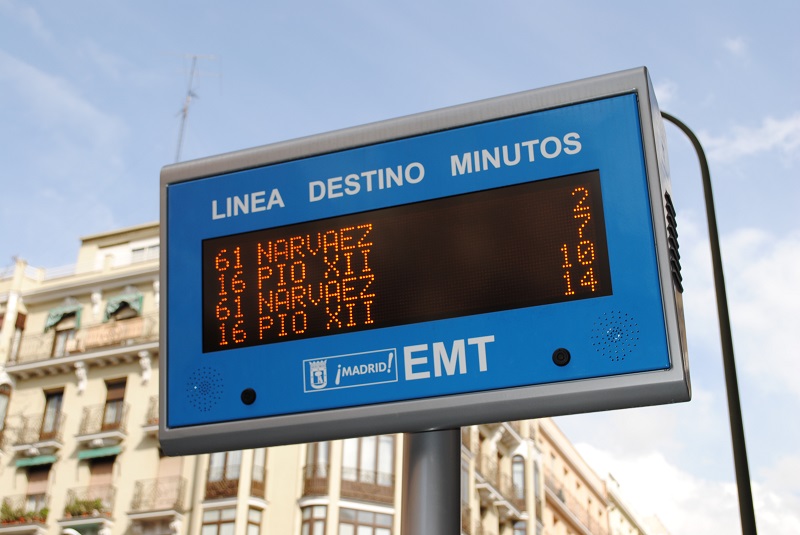 LINEA DESTINO MINUTOS
61 NARVAEZ 2
16 PIO XII 7
61 NARVAEZ 10
16 PIO XII 14
¡MADRID! EMT